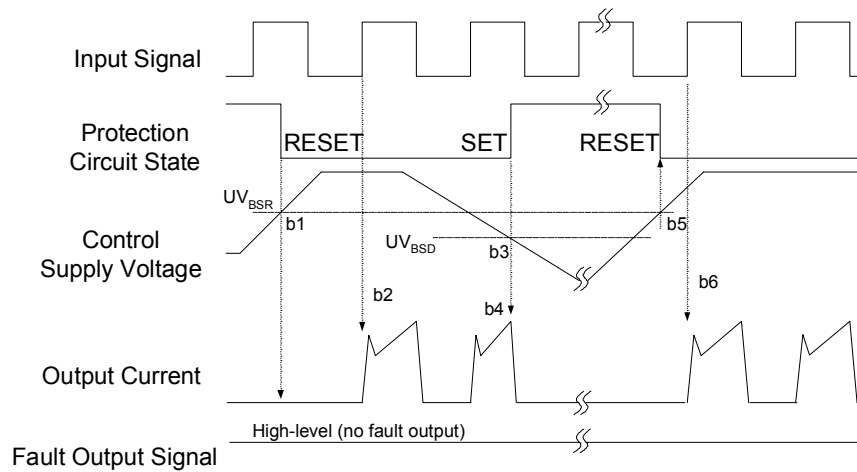 Input Signal
Protection
Circuit State
RESET
SET
RESET
UVBSR
b1
b5
Control
Supply Voltage
UVBSD
b3
b2
b4
b6
Output Current
High-level (no fault output)
Fault Output Signal